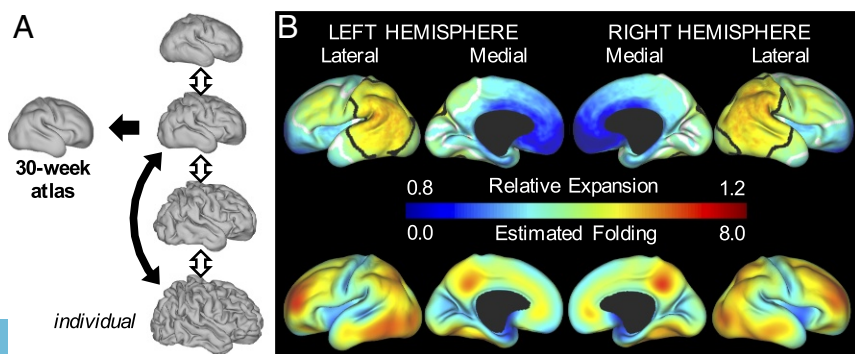 A
30-week
atlas
individual
B
LEFT HEMISPHERE RIGHT HEMISPHERE
Lateral Medial Medial Lateral
0.8 Relative Expansion 1.2
0.0 Estimated Folding 8.0